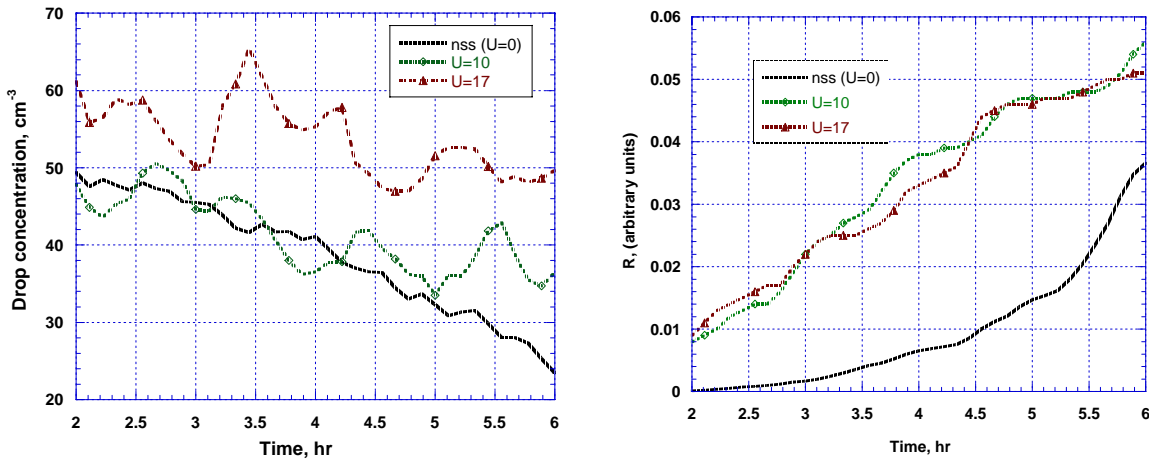 70
60
50
40
30
20
Drop concentration, cm-3
nss (U=0)
U=10
U=17
2 2.5 3 3.5 4 4.5 5 5.5 6
Time, hr
0.06
0.05
0.04
0.03
0.02
0.01
0
R, (arbitrary units)
nss (U=0)
U=10
U=17
2 2.5 3 3.5 4 4.5 5 5.5 6
Time, hr